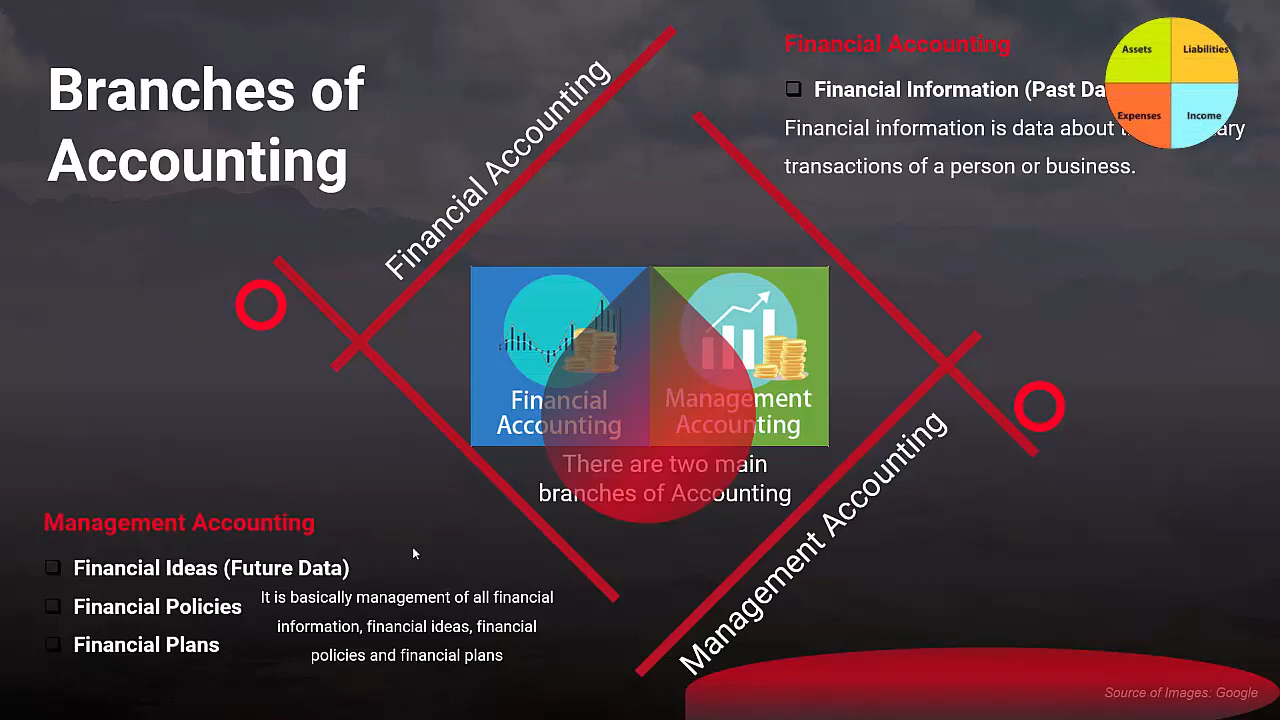 Branches of
Accounting
Financial Accounting
Financial Accounting
Financial Information (Past
Financial information is data about
transactions of a person or business.
Assets
Liabilities
Expenses
Income
Financial
Accounting
Management
Accounting
There are two main
branches of Accounting
Management Accounting
Management Accounting
Financial Ideas (Future Data)
Financial Policies
Financial Plans
It is basically management of all financial
information, financial ideas, financial
policies and financial plans
Source of Images: Google